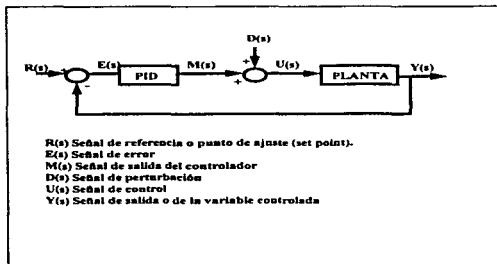 D(s)
R(s) + E(s) PID M(s) + U(s) PLANTA Y(s)
- +
R(s) Señal de referencia o punto de ajuste (set point).
E(s) Señal de error
M(s) Señal de salida del controlador
D(s) Señal de perturbación
U(s) Señal de control
Y(s) Señal de salida o de la variable controlada